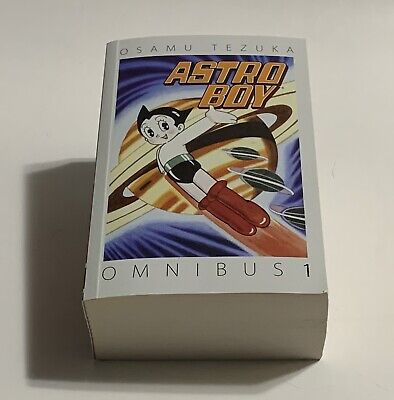 OSAMU TEZUKA
ASTRO
BOY
OMNIBUS 1